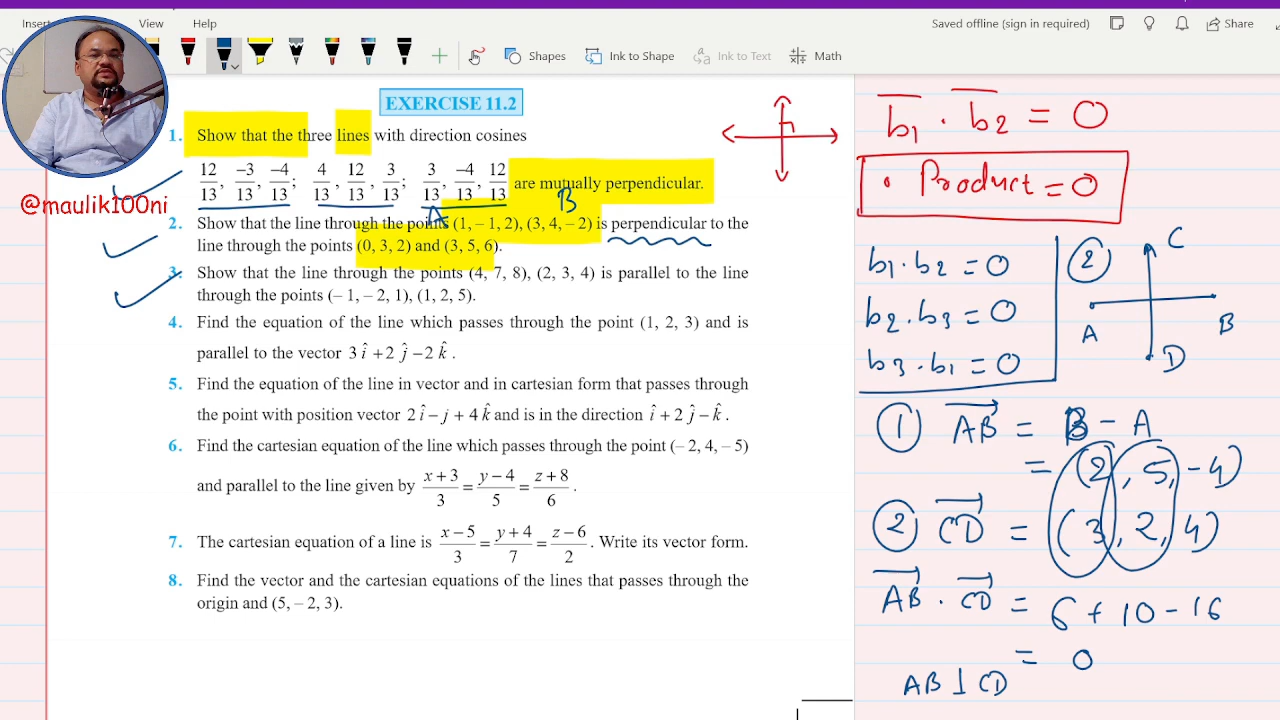 Insert View Help Saved offline (sign in required) Share
Shapes Ink to Shape Ink to Text Math
EXERCISE 11.2
1. Show that the three lines with direction cosines
12/13, −3/13, −4/13; 4/13, 12/13, 3/13; 3/13, −4/13, 12/13 are mutually perpendicular.
@maulik100ni
A B
2. Show that the line through the points (1, – 1, 2), (3, 4, – 2) is perpendicular to the
line through the points (0, 3, 2) and (3, 5, 6).
3. Show that the line through the points (4, 7, 8), (2, 3, 4) is parallel to the line
through the points (– 1, – 2, 1), (1, 2, 5).
4. Find the equation of the line which passes through the point (1, 2, 3) and is
parallel to the vector 3 î + 2 ĵ − 2 k̂ .
5. Find the equation of the line in vector and in cartesian form that passes through
the point with position vector 2 î − j + 4 k̂ and is in the direction î + 2 ĵ − k̂ .
6. Find the cartesian equation of the line which passes through the point (– 2, 4, – 5)
and parallel to the line given by x + 3/3 = y − 4/5 = z + 8/6 .
7. The cartesian equation of a line is x − 5/3 = y + 4/7 = z − 6/2 . Write its vector form.
8. Find the vector and the cartesian equations of the lines that passes through the
origin and (5, – 2, 3).
b1 . b2 = 0
• Product = 0
b1 . b2 = 0
b2 . b3 = 0
b3 . b1 = 0
2 C
A B
D
1 AB = B − A
= (2, 5, −4)
2 CD = (3, 2, 4)
AB . CD = 6 + 10 − 16
= 0
AB ⊥ CD